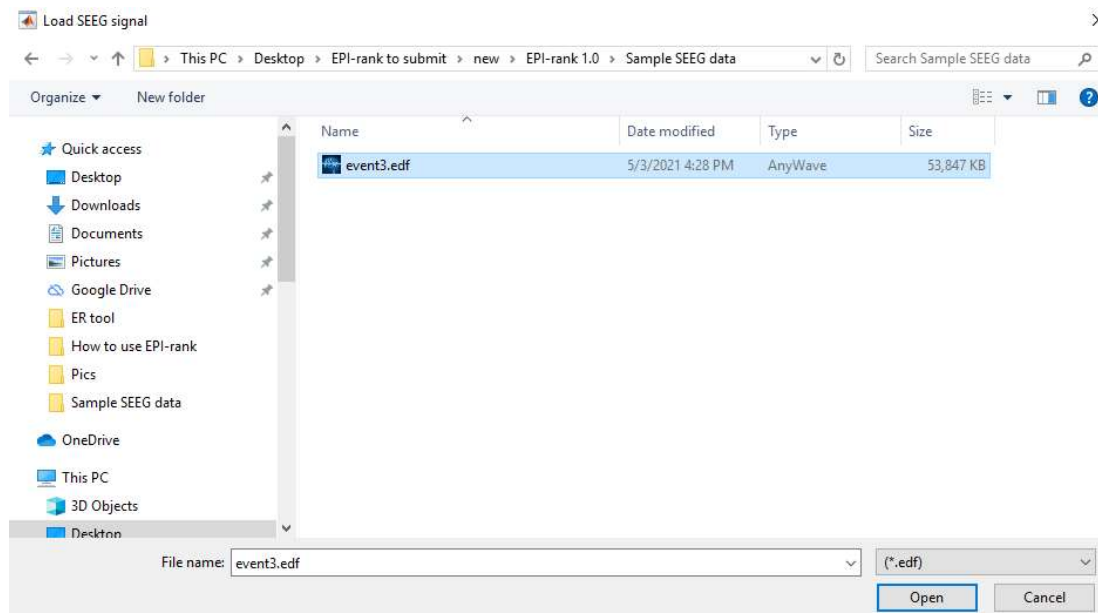 Load SEEG signal
This PC > Desktop > EPI-rank to submit > new > EPI-rank 1.0 > Sample SEEG data
Search Sample SEEG data
Organize
New folder
Name
Date modified
Type
Size
event3.edf
5/3/2021 4:28 PM
AnyWave
53,847 KB
Quick access
Desktop
Downloads
Documents
Pictures
Google Drive
ER tool
How to use EPI-rank
Pics
Sample SEEG data
OneDrive
This PC
3D Objects
Desktop
File name: event3.edf
(*.edf)
Open
Cancel